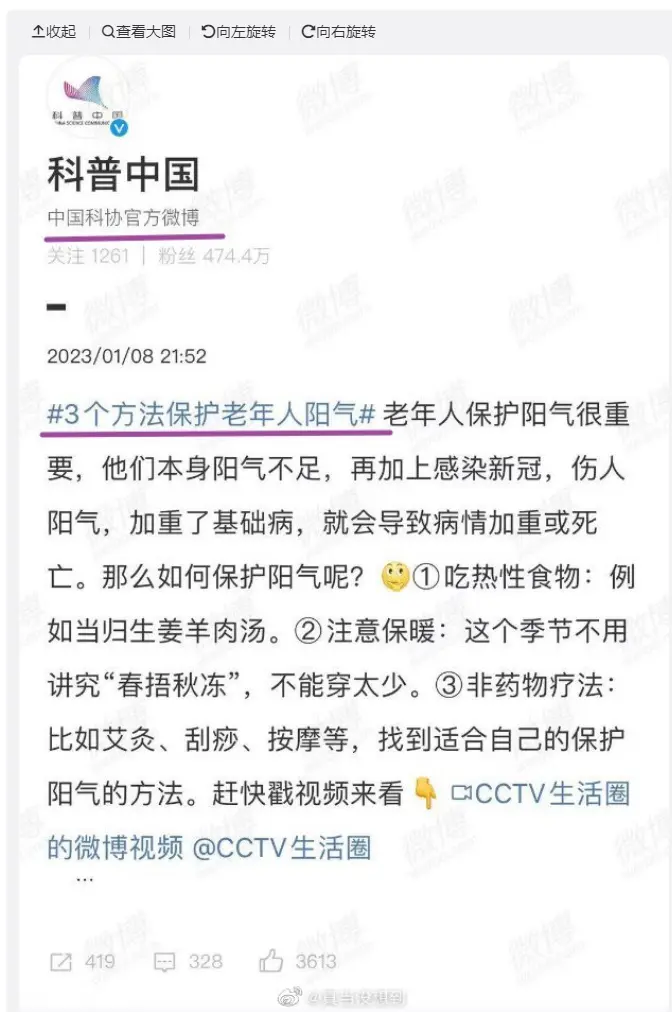 收起 查看大图 向左旋转 向右旋转
科普中国
科普中国
中国科协官方微博
关注 1261 | 粉丝 474.4万
2023/01/08 21:52
#3个方法保护老年人阳气# 老年人保护阳气很重
要，他们本身阳气不足，再加上感染新冠，伤人
阳气，加重了基础病，就会导致病情加重或死
亡。那么如何保护阳气呢？🤔①吃热性食物：例
如当归生姜羊肉汤。②注意保暖：这个季节不用
讲究“春捂秋冻”，不能穿太少。③非药物疗法：
比如艾灸、刮痧、按摩等，找到适合自己的保护
阳气的方法。赶快戳视频来看👇CCTV生活圈
的微博视频 @CCTV生活圈
...
419 328 3613